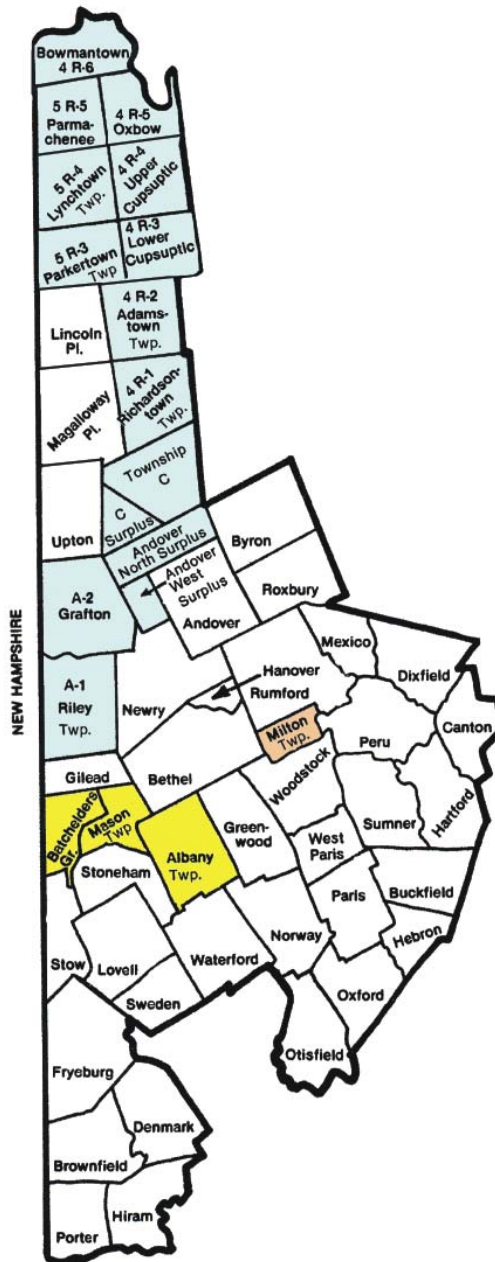 Bowmantown
4 R-6
5 R-5
Parma-
chenee
4 R-5
Oxbow
5 R-4
Lynchtown
Twp.
4 R-4
Upper
Cupsuptic
5 R-3
Parkertown
Twp
4 R-3
Lower
Cupsuptic
Lincoln
Pl.
4 R-2
Adams-
town
Twp.
Magalloway
Pl.
4 R-1
Richardson-
town
Twp.
Township
C
C
Surplus
Upton
Andover
North Surplus
Byron
Andover
West
Surplus
Andover
Roxbury
A-2
Grafton
NEW HAMPSHIRE
Mexico
Dixfield
Hanover
Rumford
A-1
Riley
Twp.
Newry
Canton
Milton
Twp.
Peru
Gilead
Bethel
Woodstock
Hartford
Batchelders
Gr.
Mason
Twp
Albany
Twp.
Green-
wood
West
Paris
Sumner
Stoneham
Paris
Buckfield
Stow
Lovell
Waterford
Norway
Hebron
Sweden
Oxford
Otisfield
Fryeburg
Denmark
Brownfield
Porter
Hiram